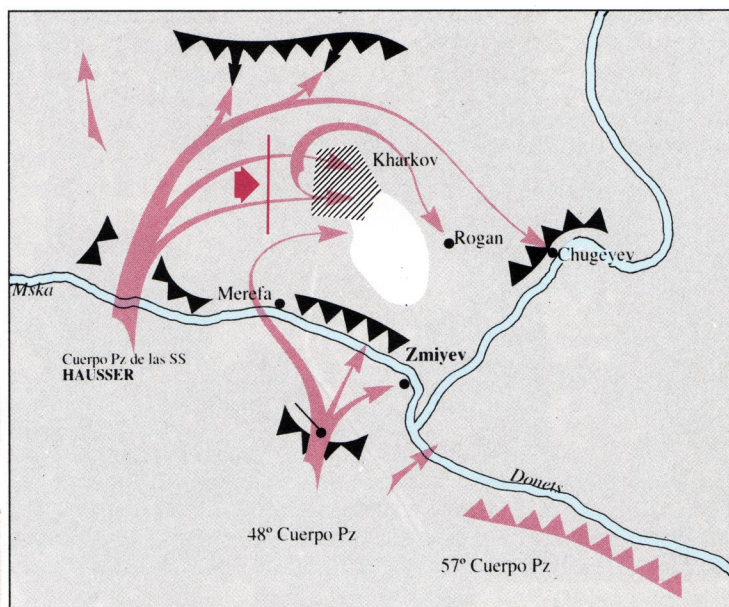 Kharkov
Rogan
Chugeyev
Mska
Merefa
Cuerpo Pz de las SS
HAUSSER
Zmiyev
Donets
48º Cuerpo Pz
57º Cuerpo Pz